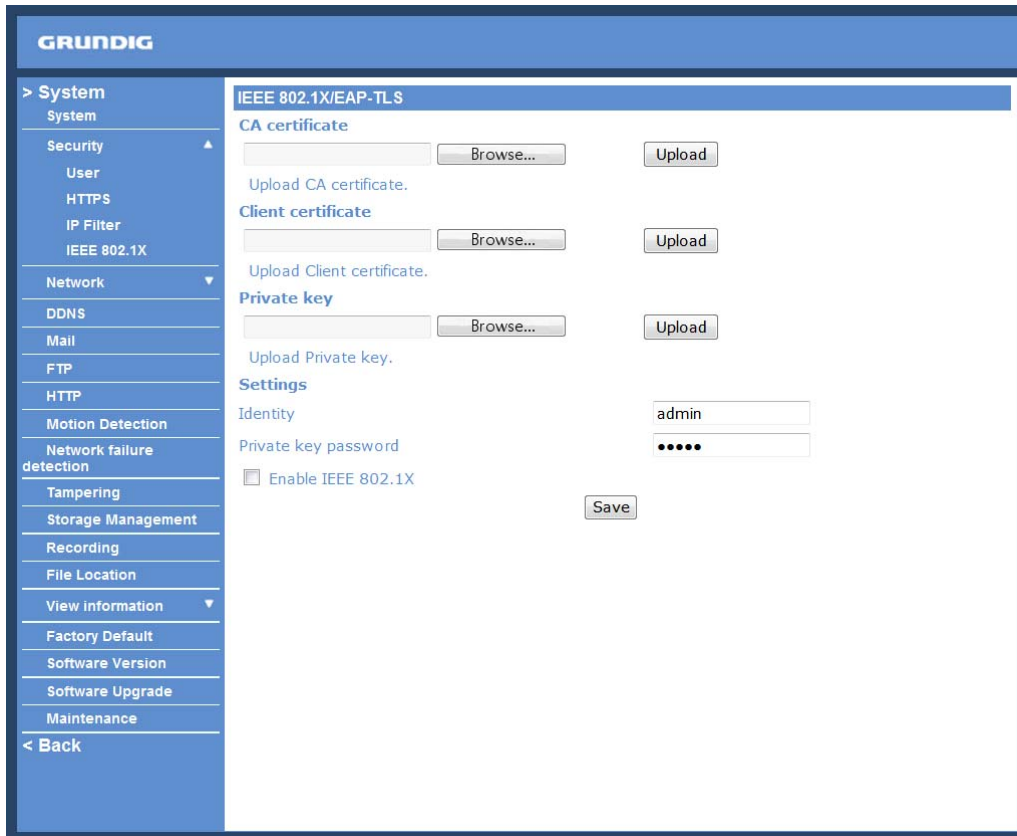 GRUNDIG
> System
System
Security
User
HTTPS
IP Filter
IEEE 802.1X
Network
DDNS
Mail
FTP
HTTP
Motion Detection
Network failure
detection
Tampering
Storage Management
Recording
File Location
View information
Factory Default
Software Version
Software Upgrade
Maintenance
< Back
IEEE 802.1X/EAP-TLS
CA certificate
Browse... Upload
Upload CA certificate.
Client certificate
Browse... Upload
Upload Client certificate.
Private key
Browse... Upload
Upload Private key.
Settings
Identity admin
Private key password •••••
Enable IEEE 802.1X
Save